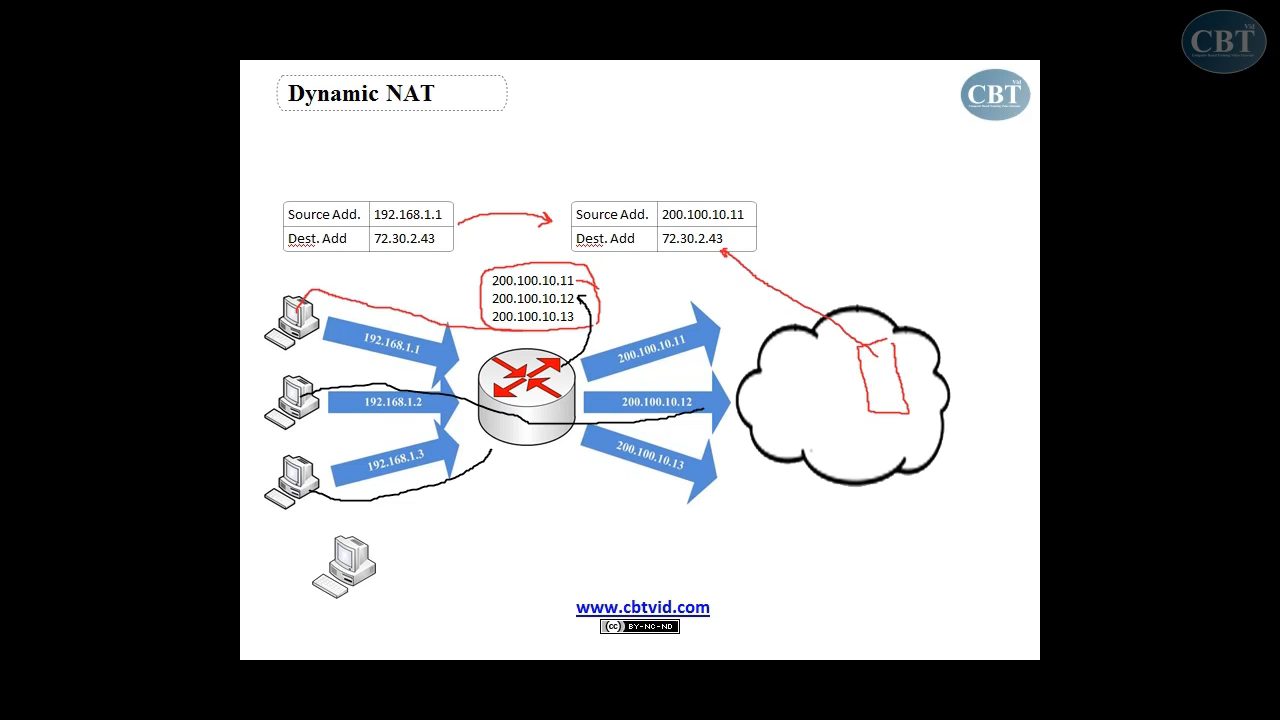 CBT
Vid
Dynamic NAT
CBT
Vid
Source Add. 192.168.1.1
Dest. Add 72.30.2.43
Source Add. 200.100.10.11
Dest. Add 72.30.2.43
200.100.10.11
200.100.10.12
200.100.10.13
192.168.1.1
200.100.10.11
192.168.1.2
200.100.10.12
192.168.1.3
200.100.10.13
www.cbtvid.com
cc BY-NC-ND